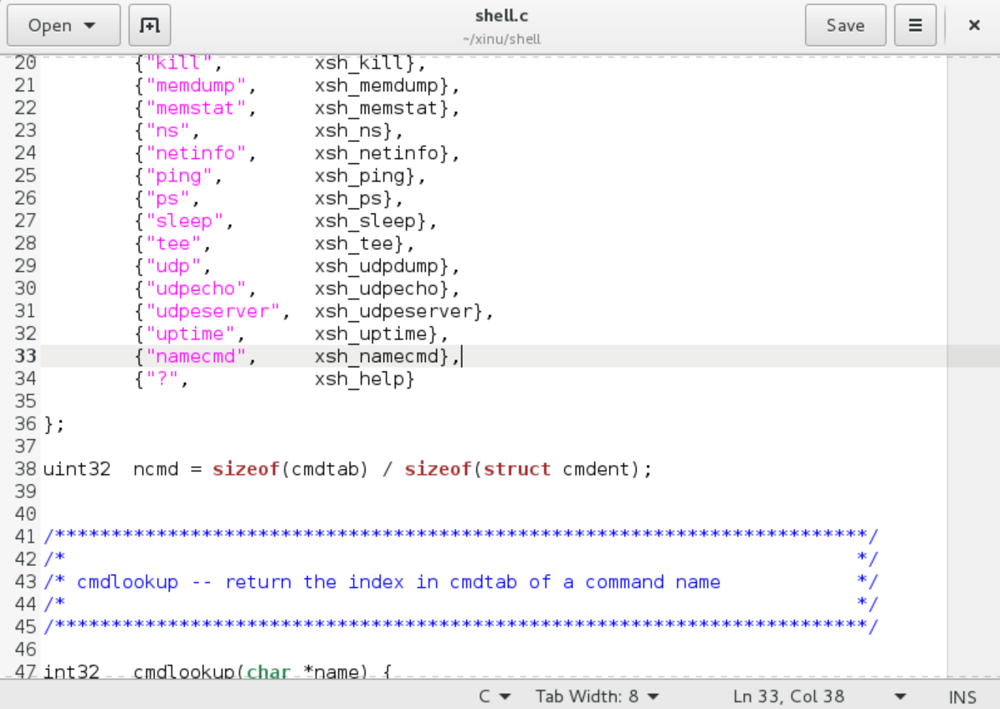 Open
shell.c
~/xinu/shell
Save
20 {"kill", xsh_kill},
21 {"memdump", xsh_memdump},
22 {"memstat", xsh_memstat},
23 {"ns", xsh_ns},
24 {"netinfo", xsh_netinfo},
25 {"ping", xsh_ping},
26 {"ps", xsh_ps},
27 {"sleep", xsh_sleep},
28 {"tee", xsh_tee},
29 {"udp", xsh_udpdump},
30 {"udpecho", xsh_udpecho},
31 {"udpeserver", xsh_udpeserver},
32 {"uptime", xsh_uptime},
33 {"namecmd", xsh_namecmd},
34 {"?", xsh_help}
35
36 };
37
38 uint32 ncmd = sizeof(cmdtab) / sizeof(struct cmdent);
39
40
41 /************************************************************************/
42 /* */
43 /* cmdlookup -- return the index in cmdtab of a command name */
44 /* */
45 /************************************************************************/
46
47 int32 cmdlookup(char *name) {
C Tab Width: 8 Ln 33, Col 38 INS